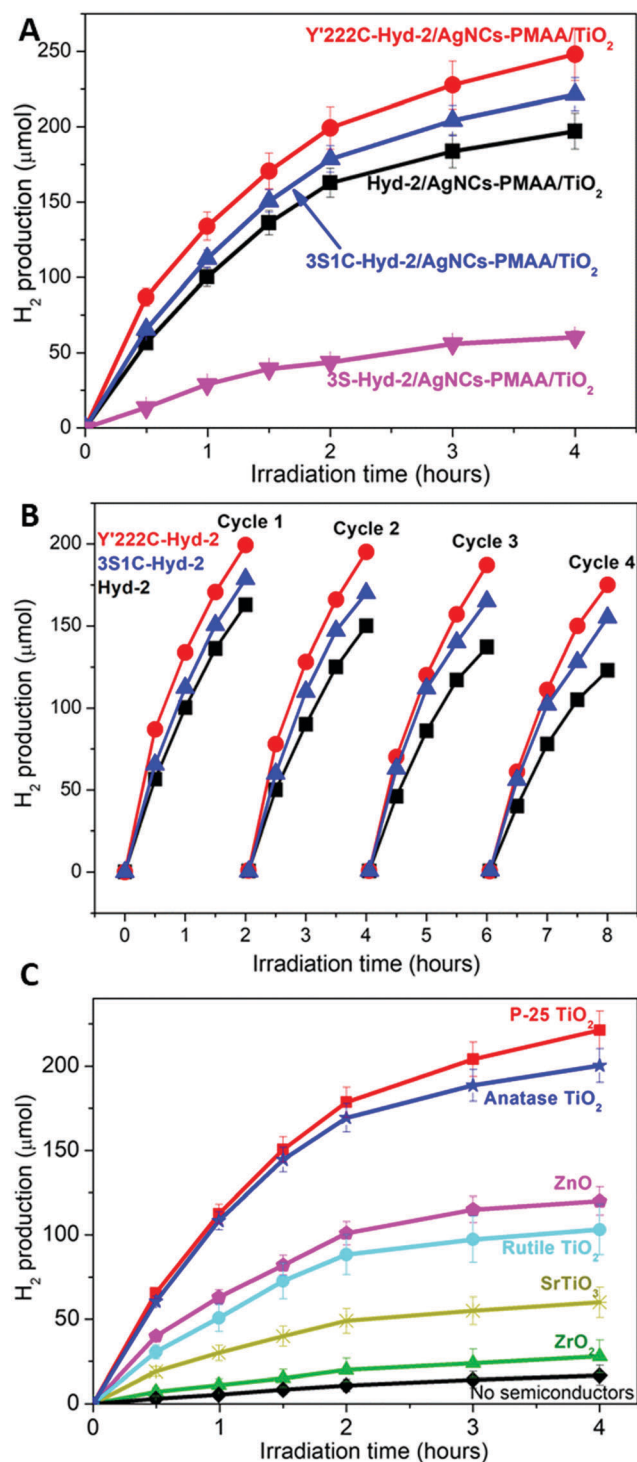 A
250
200
150
100
50
0
H2 production (μmol)
Y'222C-Hyd-2/AgNCs-PMAA/TiO2
Hyd-2/AgNCs-PMAA/TiO2
3S1C-Hyd-2/AgNCs-PMAA/TiO2
3S-Hyd-2/AgNCs-PMAA/TiO2
0 1 2 3 4
Irradiation time (hours)
B
200
150
100
50
0
H2 production (μmol)
Y'222C-Hyd-2
3S1C-Hyd-2
Hyd-2
Cycle 1
Cycle 2
Cycle 3
Cycle 4
0 1 2 3 4 5 6 7 8
Irradiation time (hours)
C
200
150
100
50
0
H2 production (μmol)
P-25 TiO2
Anatase TiO2
ZnO
Rutile TiO2
SrTiO3
ZrO2
No semiconductors
0 1 2 3 4
Irradiation time (hours)